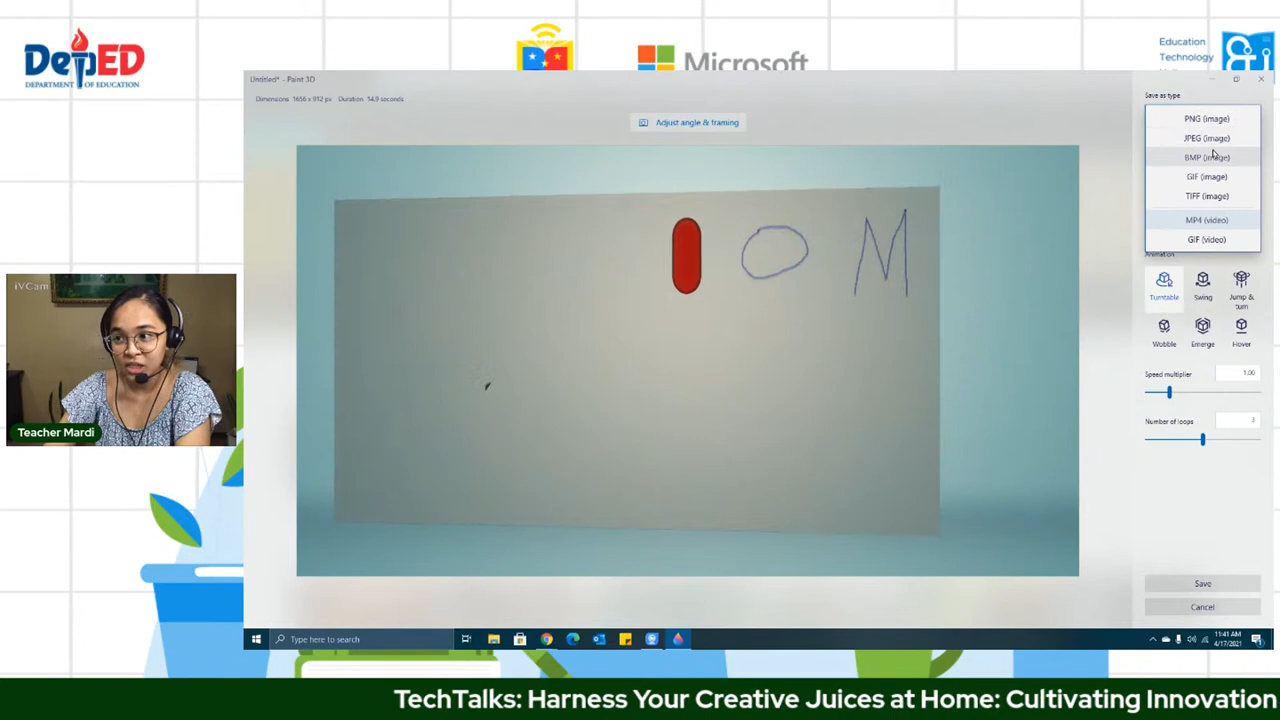 DepED
DEPARTMENT OF EDUCATION
Microsoft
Education
Technology
Untitled* - Paint 3D
Dimensions 1656 x 912 px Duration 14.9 seconds
Adjust angle & framing
Save as type
PNG (image)
JPEG (image)
BMP (image)
GIF (image)
TIFF (image)
MP4 (video)
GIF (video)
Animation
Turntable
Swing
Jump & turn
Wobble
Emerge
Hover
Speed multiplier 1.00
Number of loops 3
I O M
iVCam
Teacher Mardi
Save
Cancel
Type here to search
11:41 AM
4/17/2021
TechTalks: Harness Your Creative Juices at Home: Cultivating Innovation